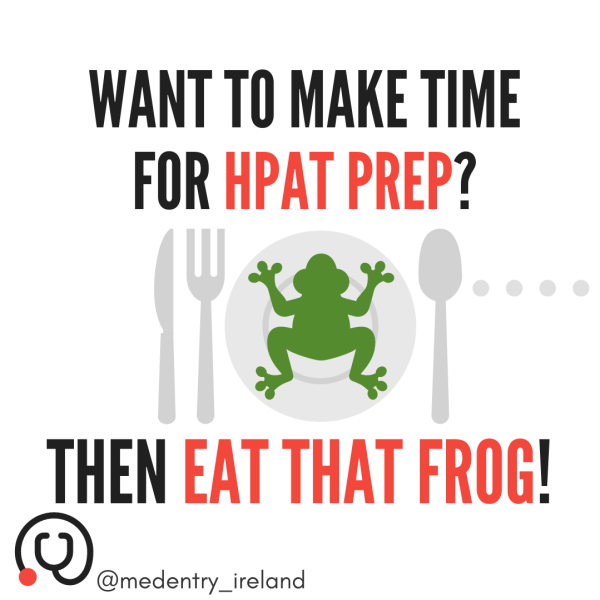 WANT TO MAKE TIME
FOR HPAT PREP?
THEN EAT THAT FROG!
@medentry_ireland